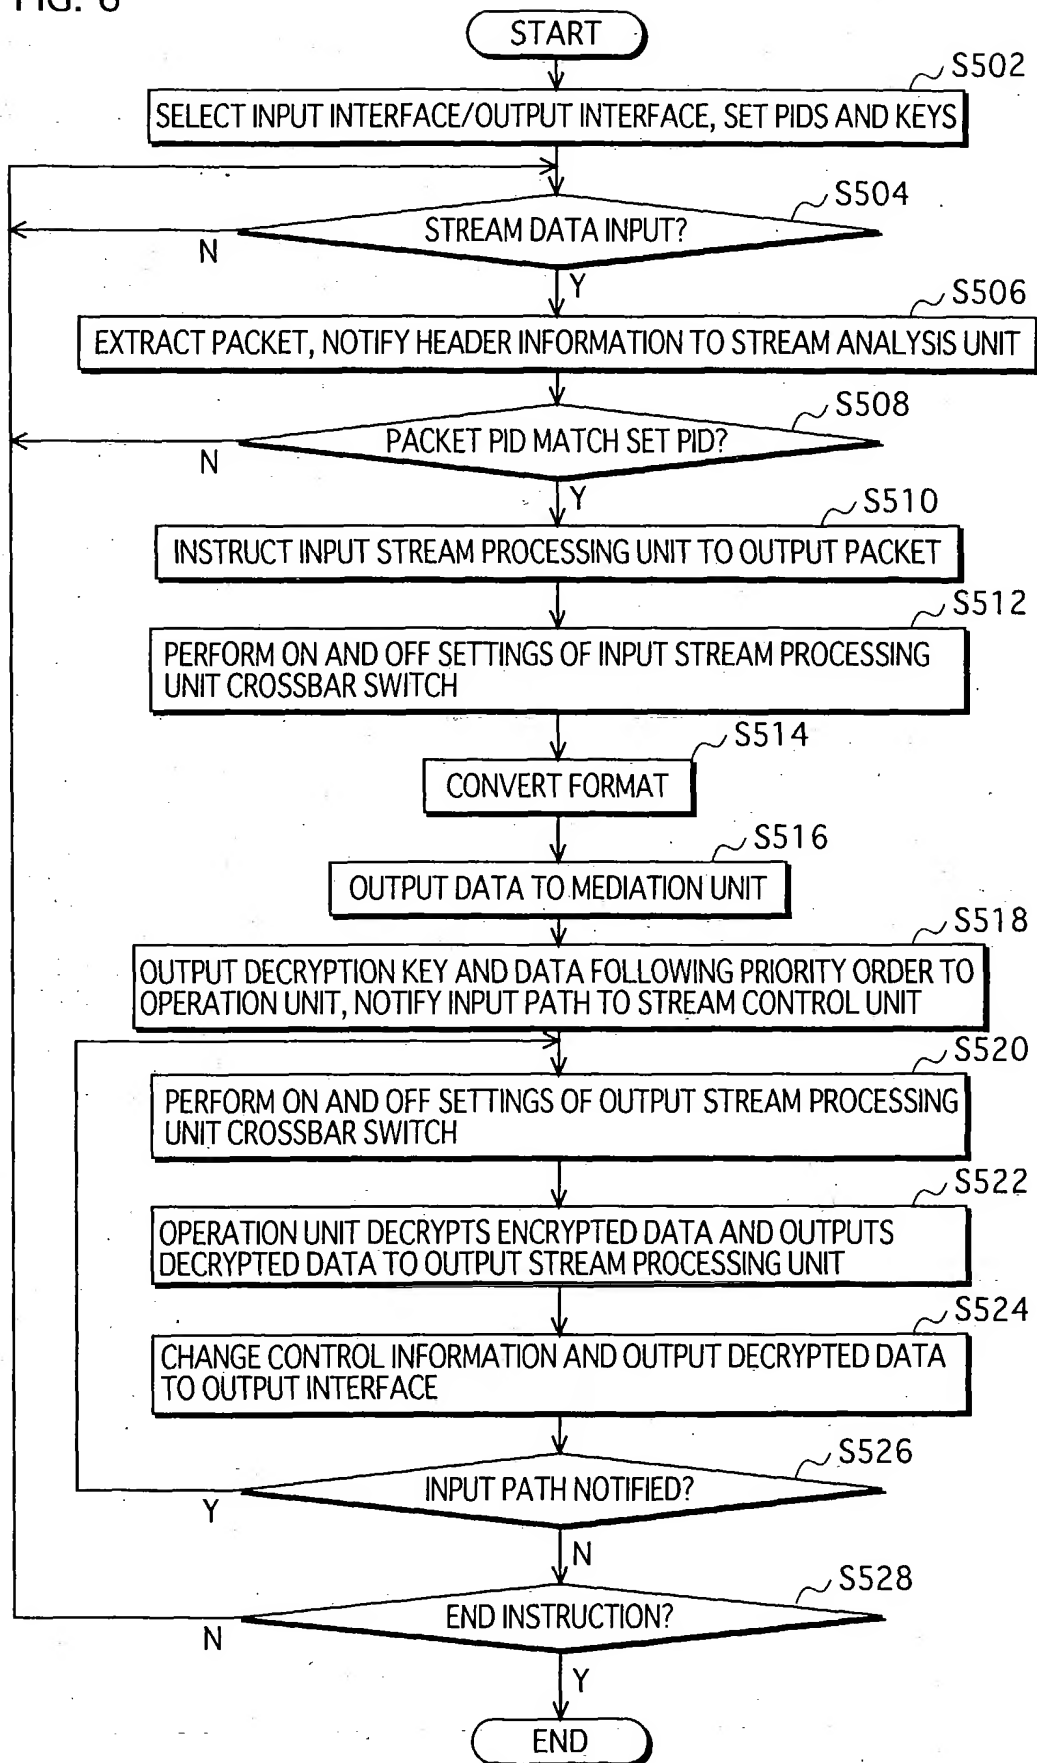 FIG. 6
START
S502
SELECT INPUT INTERFACE/OUTPUT INTERFACE, SET PIDS AND KEYS
S504
STREAM DATA INPUT?
N
Y
S506
EXTRACT PACKET, NOTIFY HEADER INFORMATION TO STREAM ANALYSIS UNIT
S508
PACKET PID MATCH SET PID?
N
Y
S510
INSTRUCT INPUT STREAM PROCESSING UNIT TO OUTPUT PACKET
S512
PERFORM ON AND OFF SETTINGS OF INPUT STREAM PROCESSING
UNIT CROSSBAR SWITCH
S514
CONVERT FORMAT
S516
OUTPUT DATA TO MEDIATION UNIT
S518
OUTPUT DECRYPTION KEY AND DATA FOLLOWING PRIORITY ORDER TO
OPERATION UNIT, NOTIFY INPUT PATH TO STREAM CONTROL UNIT
S520
PERFORM ON AND OFF SETTINGS OF OUTPUT STREAM PROCESSING
UNIT CROSSBAR SWITCH
S522
OPERATION UNIT DECRYPTS ENCRYPTED DATA AND OUTPUTS
DECRYPTED DATA TO OUTPUT STREAM PROCESSING UNIT
S524
CHANGE CONTROL INFORMATION AND OUTPUT DECRYPTED DATA
TO OUTPUT INTERFACE
S526
INPUT PATH NOTIFIED?
Y
N
S528
END INSTRUCTION?
N
Y
END